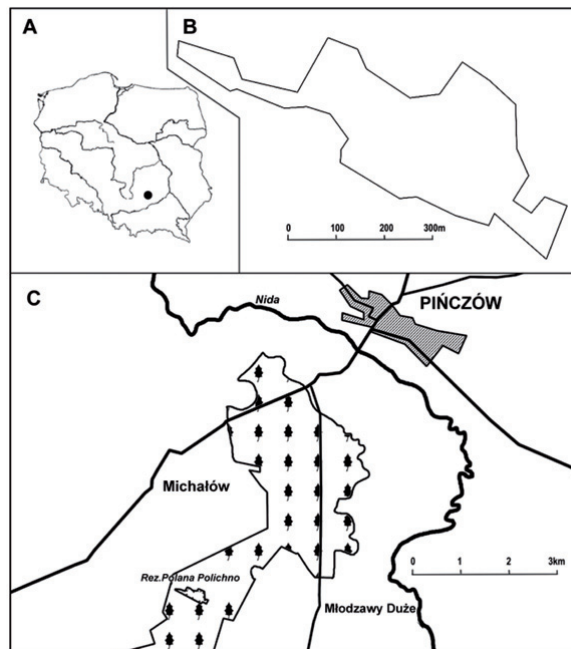 A
B
0 100 200 300m
C
Nida
PIŃCZÓW
Michałów
0 1 2 3km
Rez.Polana Polichno
Młodzawy Duże